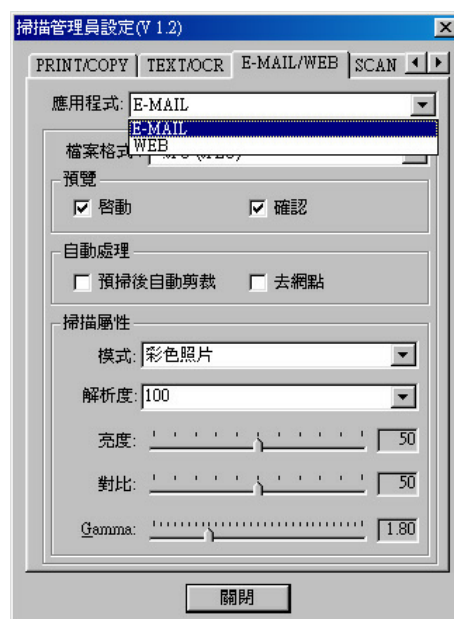 掃描管理員設定(V 1.2)
PRINT/COPY TEXT/OCR E-MAIL/WEB SCAN
應用程式: E-MAIL
E-MAIL
WEB
檔案格式
預覽
啓動 確認
自動處理
預掃後自動剪裁 去網點
掃描屬性
模式: 彩色照片
解析度: 100
亮度: 50
對比: 50
Gamma: 1.80
關閉